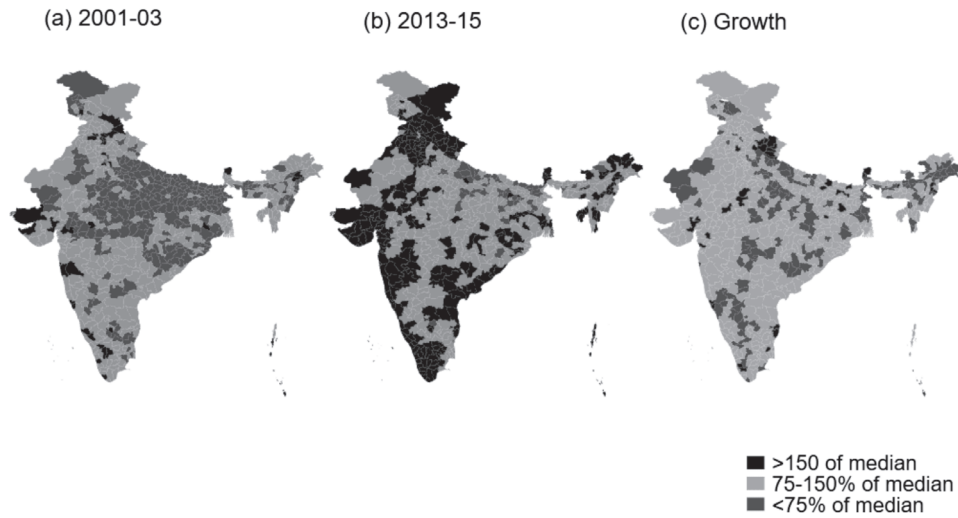 (a) 2001-03
(b) 2013-15
(c) Growth
>150 of median
75-150% of median
<75% of median